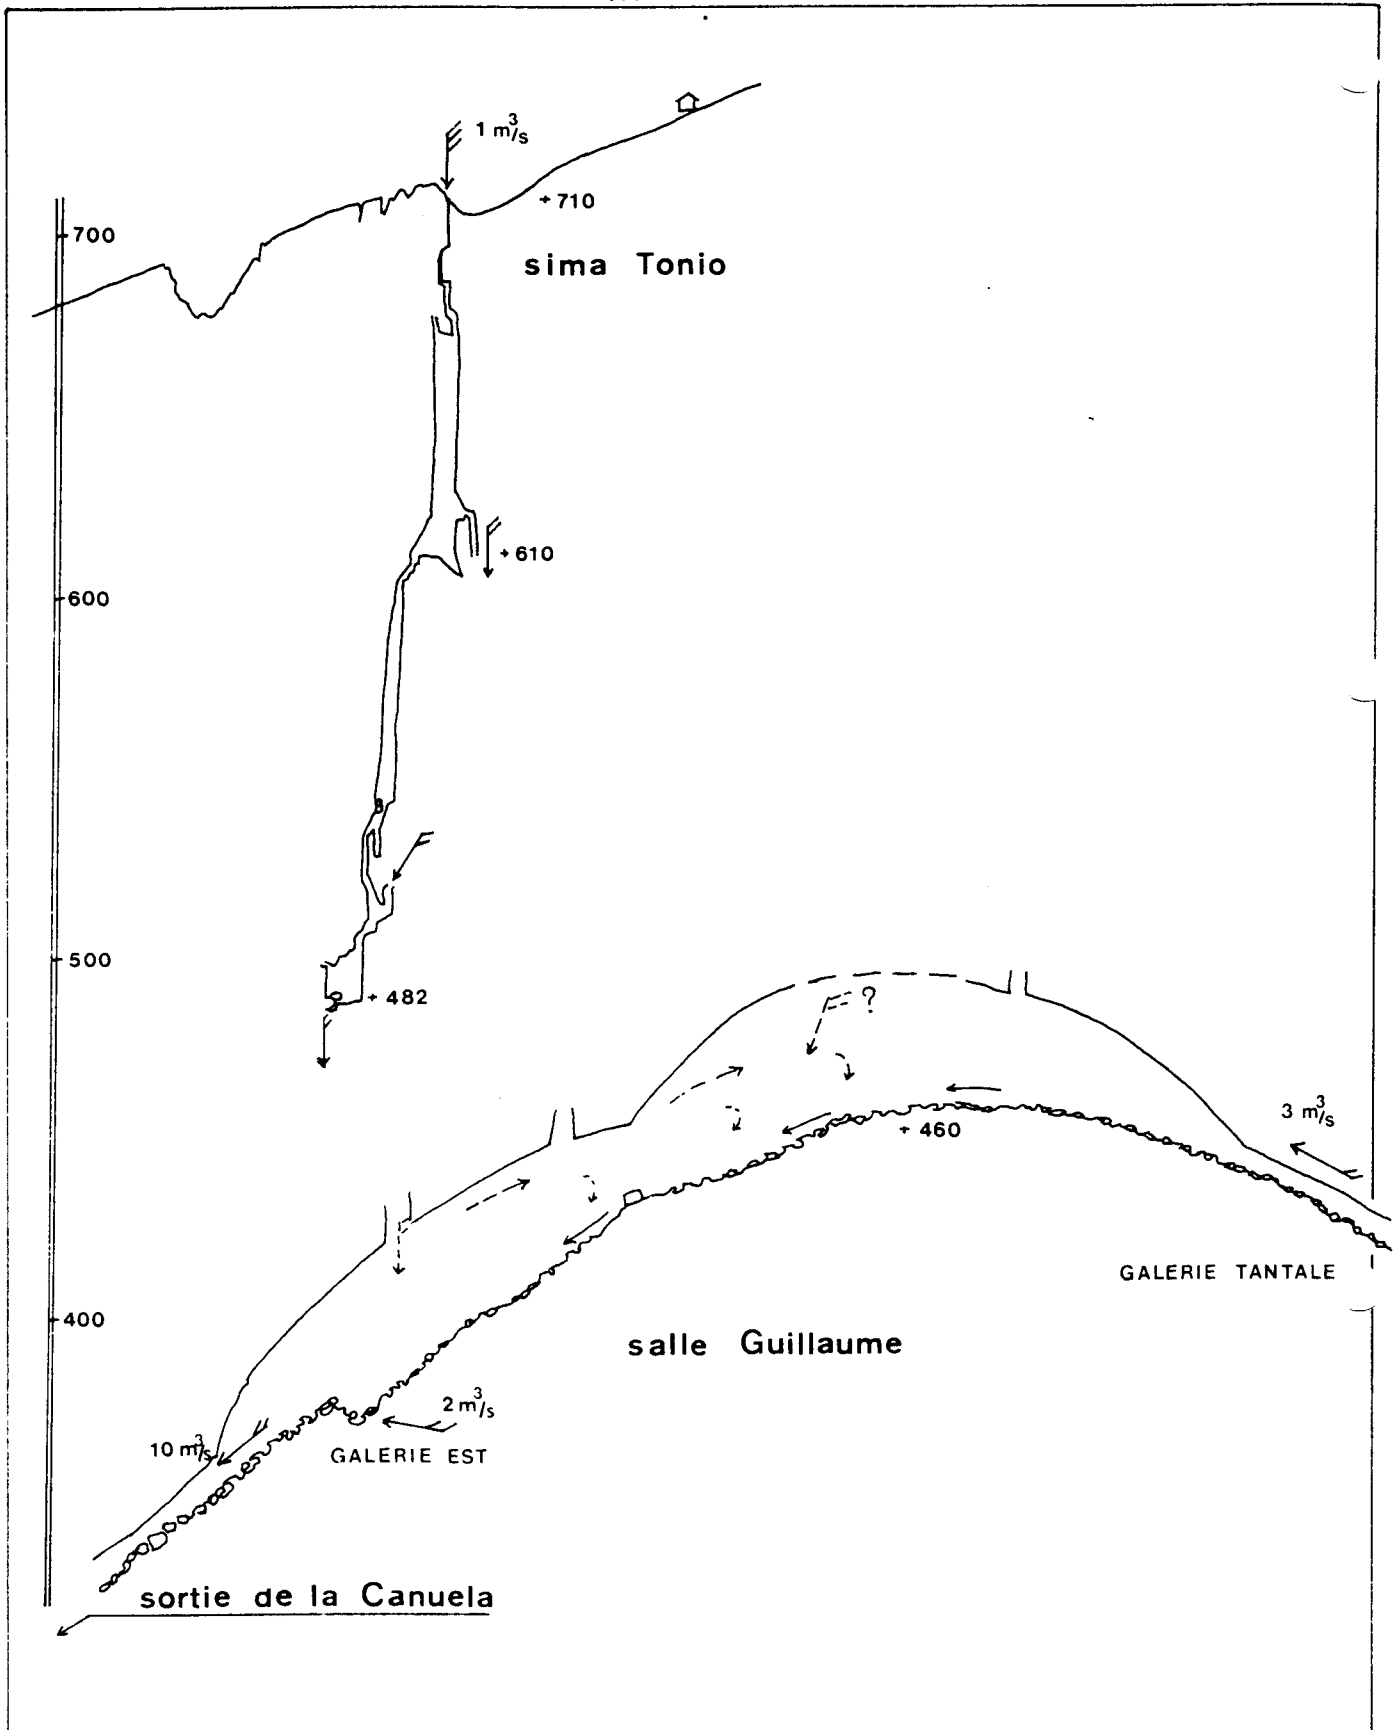 1 m³/s
+ 710
700
sima Tonio
+ 610
600
500
+ 482
?
3 m³/s
+ 460
GALERIE TANTALE
400
salle Guillaume
2 m³/s
10 m³/s
GALERIE EST
sortie de la Canuela